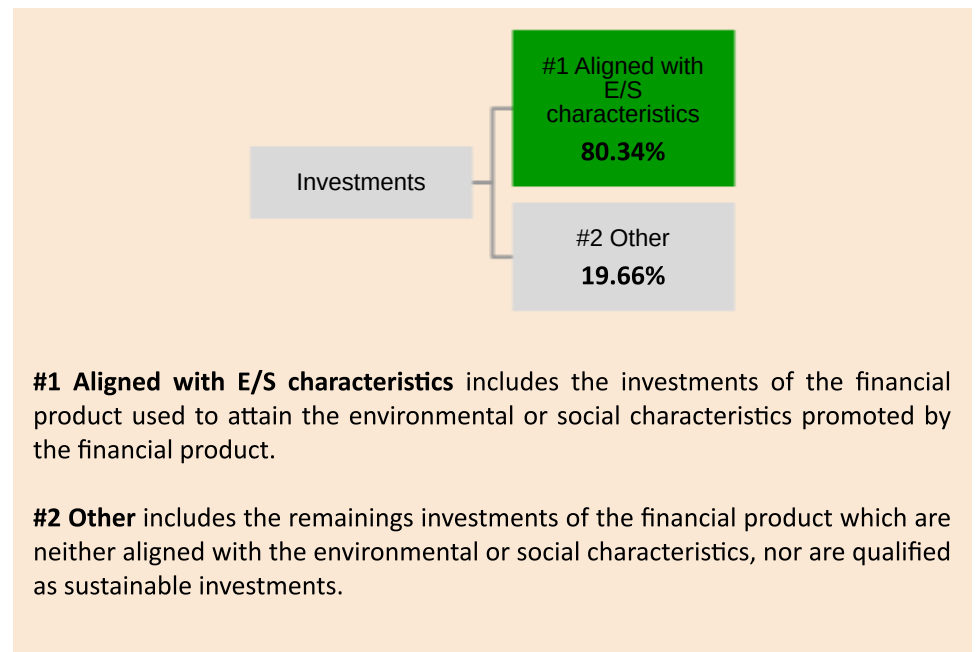 #1 Aligned with
E/S
characteristics
80.34%
Investments
#2 Other
19.66%
#1 Aligned with E/S characteristics includes the investments of the financial
product used to attain the environmental or social characteristics promoted by
the financial product.
#2 Other includes the remainings investments of the financial product which are
neither aligned with the environmental or social characteristics, nor are qualified
as sustainable investments.